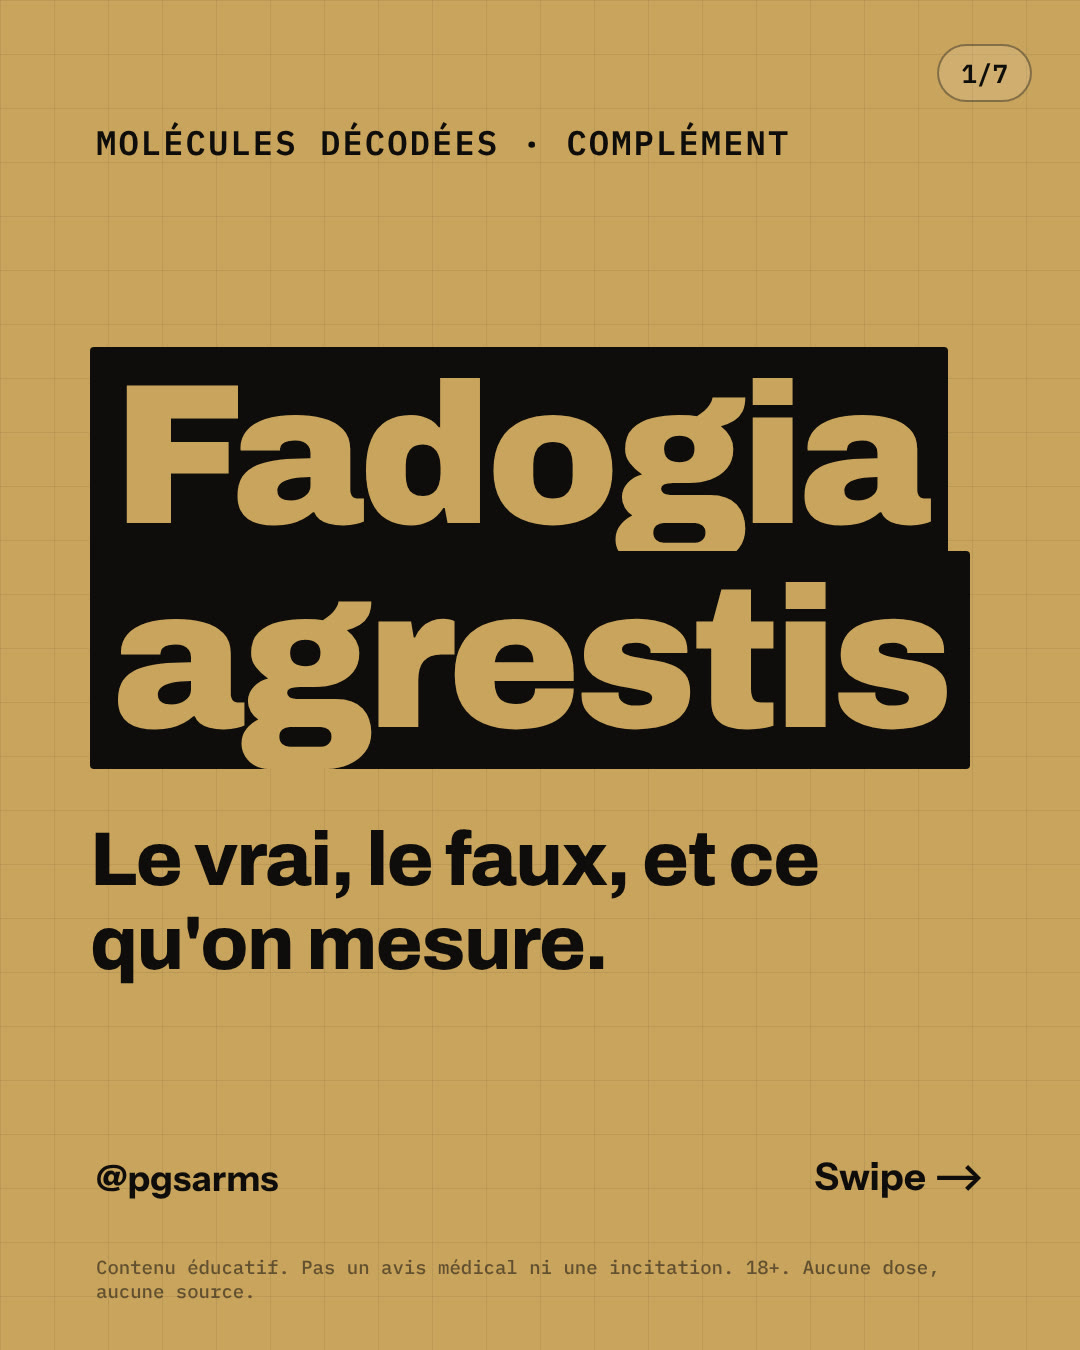 1/7
MOLÉCULES DÉCODÉES · COMPLÉMENT
Fadogia
agrestis
Le vrai, le faux, et ce
qu'on mesure.
@pgsarms
Swipe →
Contenu éducatif. Pas un avis médical ni une incitation. 18+. Aucune dose,
aucune source.